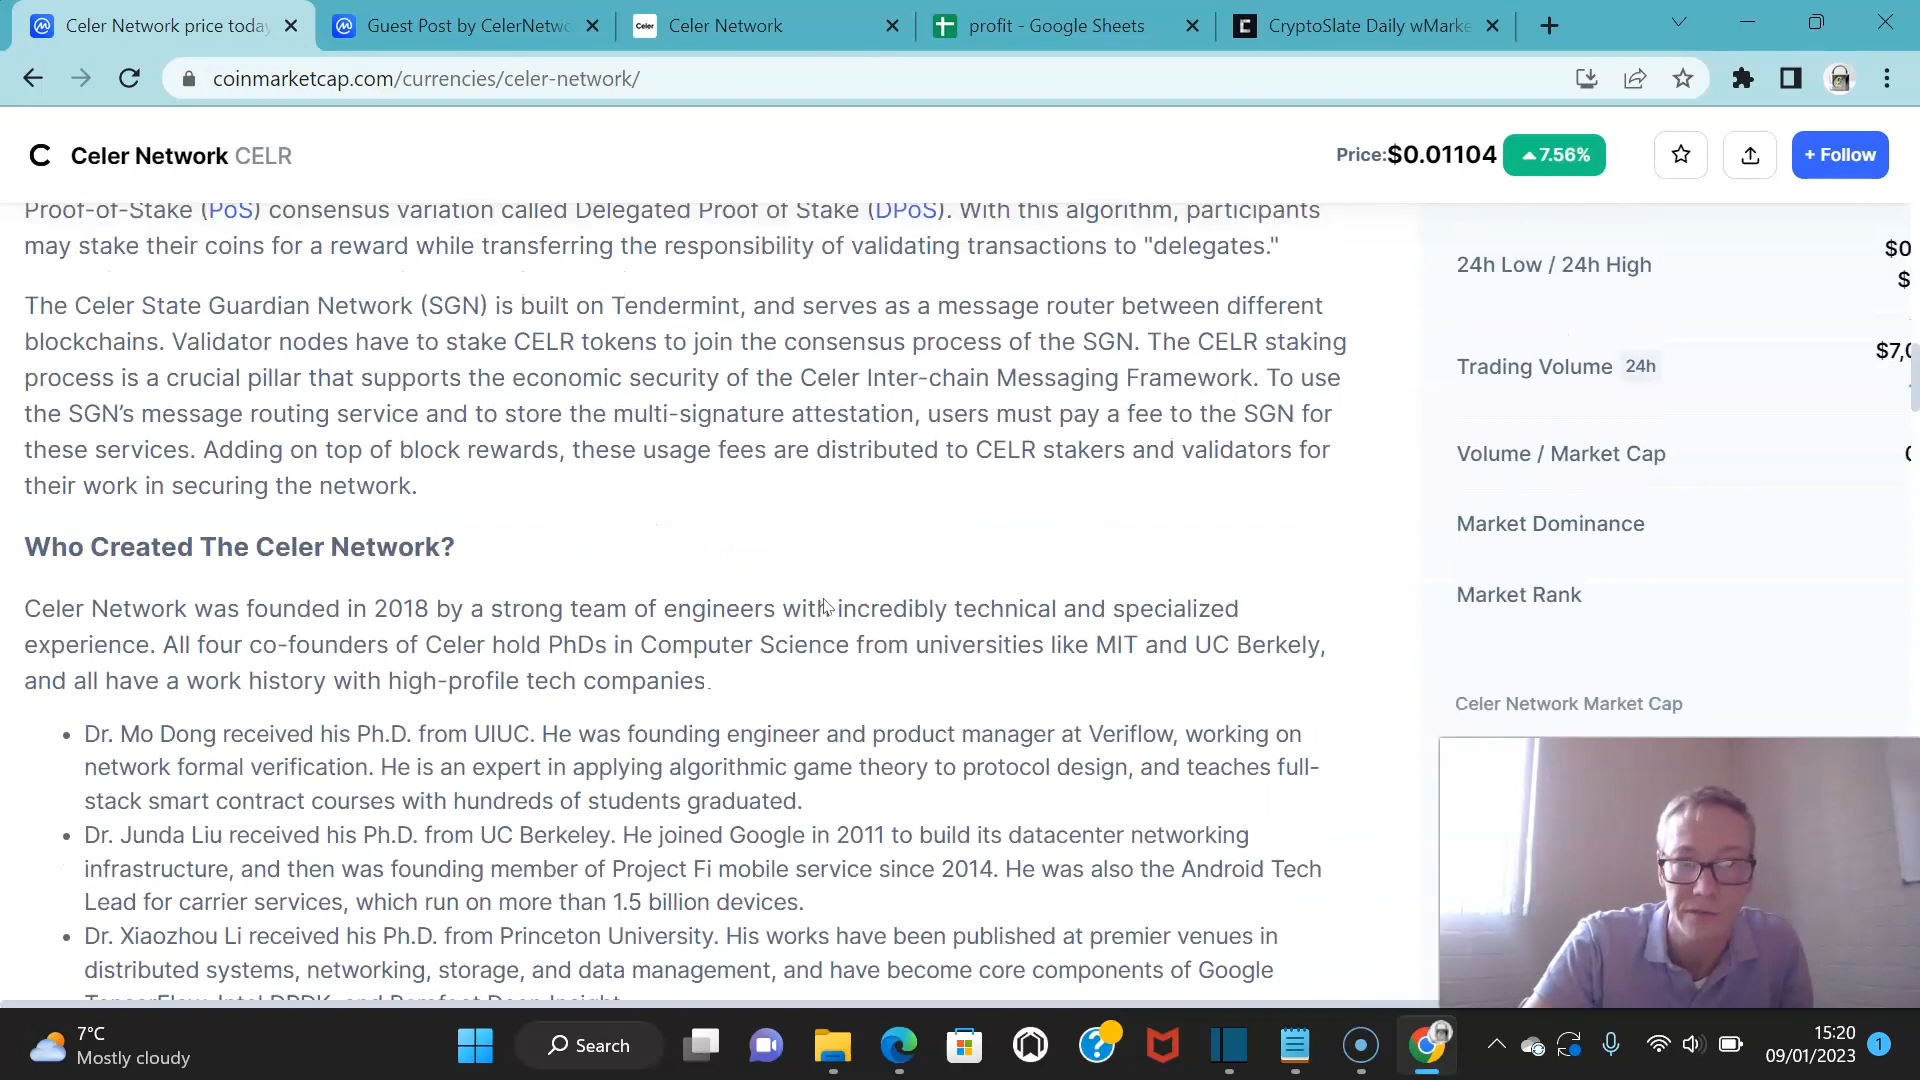 Celer Network price today
Guest Post by CelerNetwo
Celer
Celer Network
profit - Google Sheets
CryptoSlate Daily wMarke
coinmarketcap.com/currencies/celer-network/
C Celer Network CELR
Price:$0.01104
7.56%
+ Follow
Proof-of-Stake (PoS) consensus variation called Delegated Proof of Stake (DPoS). With this algorithm, participants
may stake their coins for a reward while transferring the responsibility of validating transactions to "delegates."
The Celer State Guardian Network (SGN) is built on Tendermint, and serves as a message router between different
blockchains. Validator nodes have to stake CELR tokens to join the consensus process of the SGN. The CELR staking
process is a crucial pillar that supports the economic security of the Celer Inter-chain Messaging Framework. To use
the SGN’s message routing service and to store the multi-signature attestation, users must pay a fee to the SGN for
these services. Adding on top of block rewards, these usage fees are distributed to CELR stakers and validators for
their work in securing the network.
Who Created The Celer Network?
Celer Network was founded in 2018 by a strong team of engineers with incredibly technical and specialized
experience. All four co-founders of Celer hold PhDs in Computer Science from universities like MIT and UC Berkely,
and all have a work history with high-profile tech companies.
• Dr. Mo Dong received his Ph.D. from UIUC. He was founding engineer and product manager at Veriflow, working on
network formal verification. He is an expert in applying algorithmic game theory to protocol design, and teaches full-
stack smart contract courses with hundreds of students graduated.
• Dr. Junda Liu received his Ph.D. from UC Berkeley. He joined Google in 2011 to build its datacenter networking
infrastructure, and then was founding member of Project Fi mobile service since 2014. He was also the Android Tech
Lead for carrier services, which run on more than 1.5 billion devices.
• Dr. Xiaozhou Li received his Ph.D. from Princeton University. His works have been published at premier venues in
distributed systems, networking, storage, and data management, and have become core components of Google
24h Low / 24h High
$0
$
Trading Volume 24h
$7,0
Volume / Market Cap
Market Dominance
Market Rank
Celer Network Market Cap
7°C
Mostly cloudy
Search
15:20
09/01/2023
1